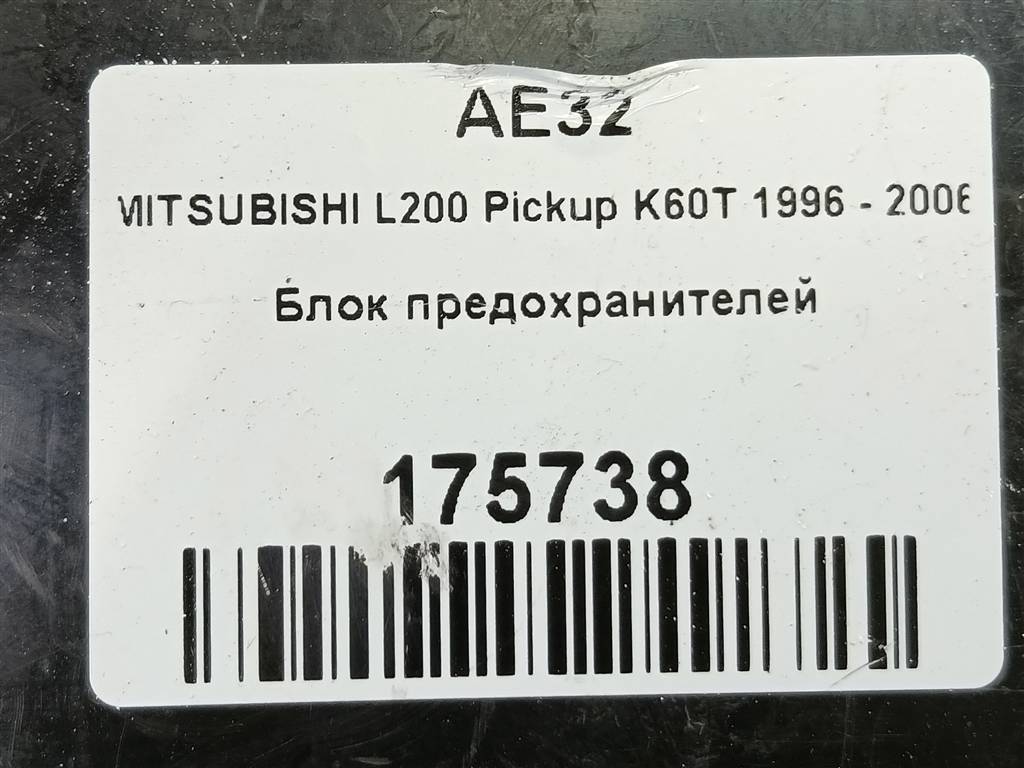 AE32
MITSUBISHI L200 Pickup K60T 1996 - 2006
Блок предохранителей
175738